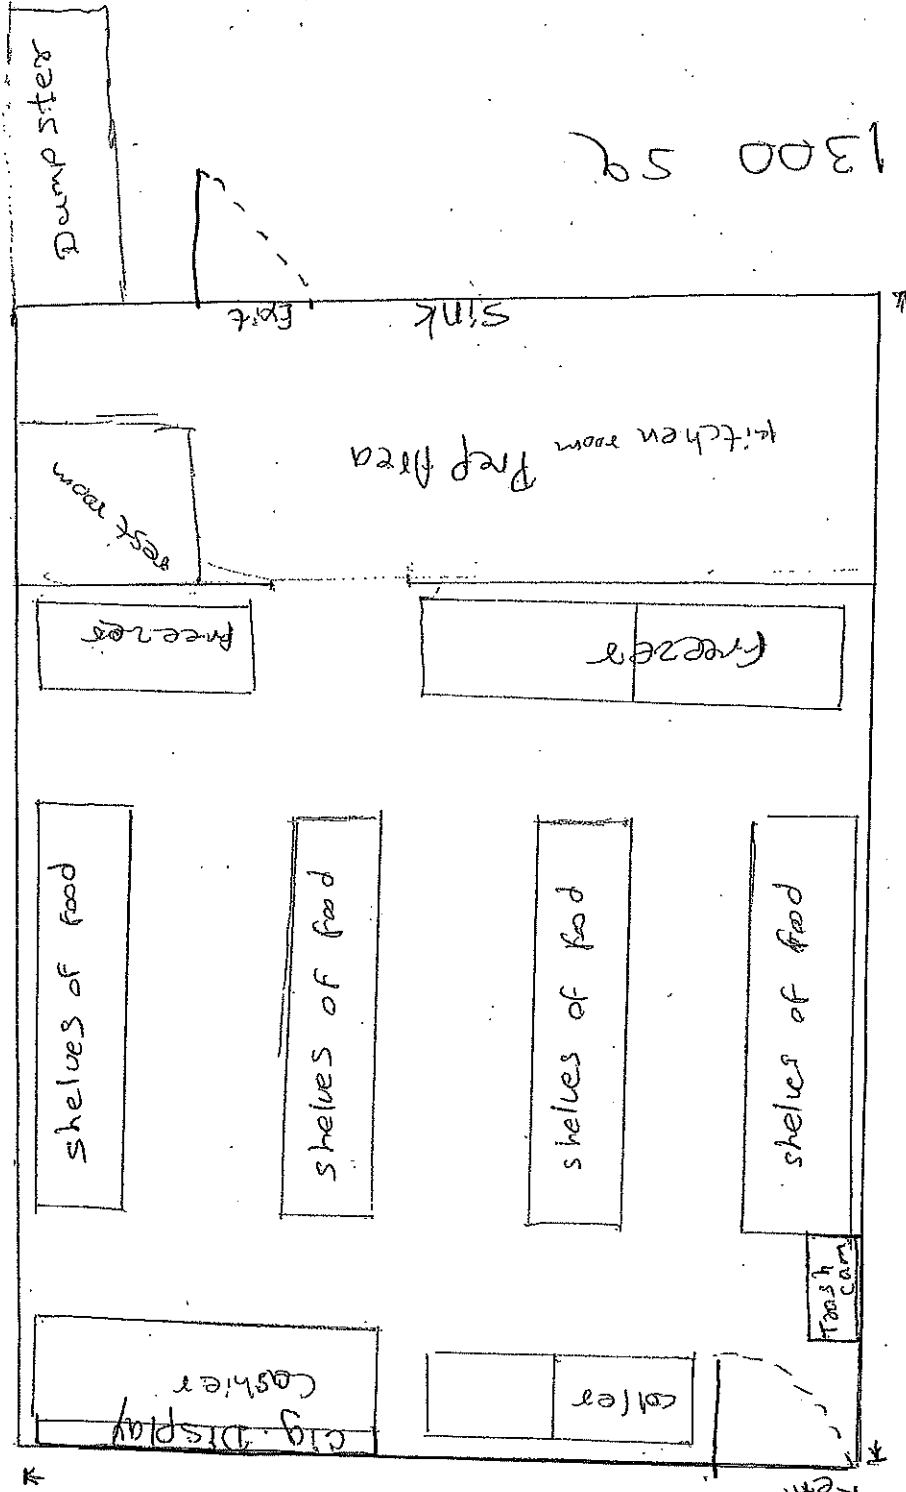 Dumpster
1300 sq
Exit
Sink
kitchen room Prep Area
rest room
Freezer
Freezer
shelves of food
shelves of food
shelves of food
shelves of food
Trash
can
Cashier
Cig. Display